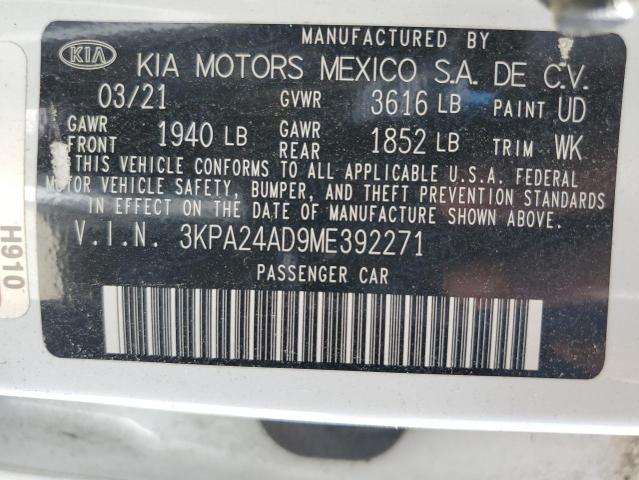 MANUFACTURED BY
KIA KIA MOTORS MEXICO S.A. DE C.V.
03/21 GVWR 3616 LB PAINT UD
GAWR FRONT 1940 LB GAWR REAR 1852 LB TRIM WK
THIS VEHICLE CONFORMS TO ALL APPLICABLE U.S.A. FEDERAL
MOTOR VEHICLE SAFETY, BUMPER, AND THEFT PREVENTION STANDARDS
IN EFFECT ON THE DATE OF MANUFACTURE SHOWN ABOVE.
V.I.N. 3KPA24AD9ME392271
PASSENGER CAR
H910